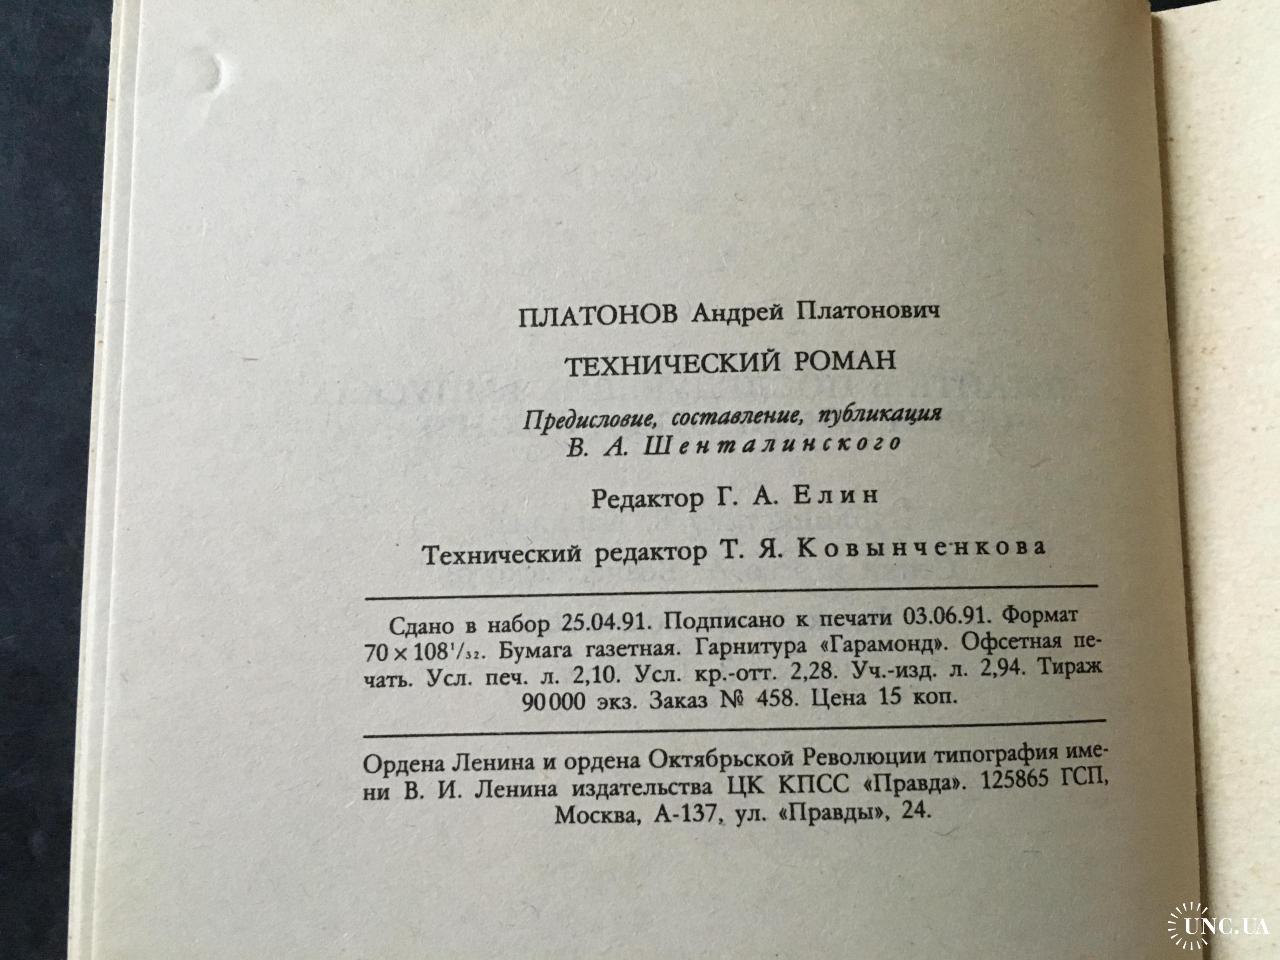 ПЛАТОНОВ Андрей Платонович
ТЕХНИЧЕСКИЙ РОМАН
Предисловие, составление, публикация
В. А. Шенталинского
Редактор Г. А. Елин
Технический редактор Т. Я. Ковынченкова
Сдано в набор 25.04.91. Подписано к печати 03.06.91. Формат
70 × 108¹/₃₂. Бумага газетная. Гарнитура «Гарамонд». Офсетная пе-
чать. Усл. печ. л. 2,10. Усл. кр.-отт. 2,28. Уч.-изд. л. 2,94. Тираж
90 000 экз. Заказ № 458. Цена 15 коп.
Ордена Ленина и ордена Октябрьской Революции типография име-
ни В. И. Ленина издательства ЦК КПСС «Правда». 125865 ГСП,
Москва, А-137, ул. «Правды», 24.
UNC.UA